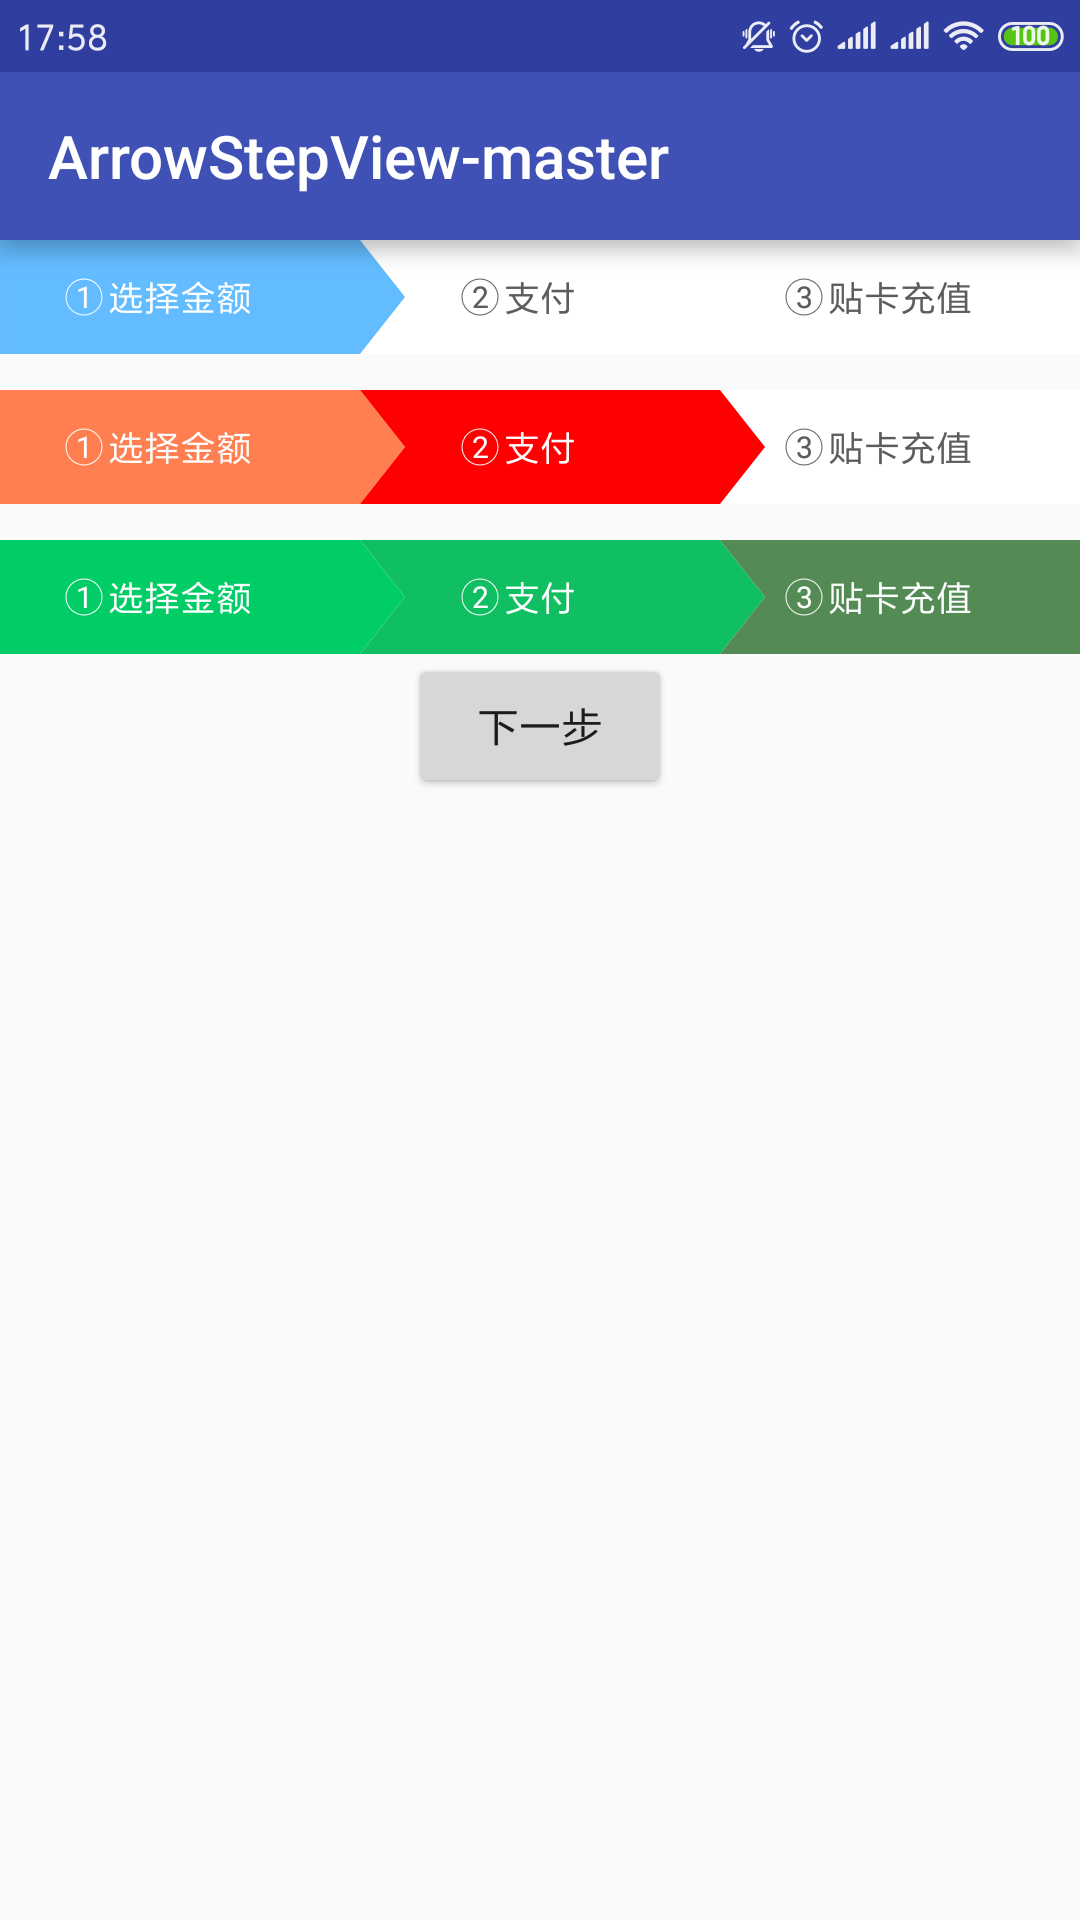 17:58 100
ArrowStepView-master
① 选择金额 ② 支付 ③ 贴卡充值
① 选择金额 ② 支付 ③ 贴卡充值
① 选择金额 ② 支付 ③ 贴卡充值
下一步